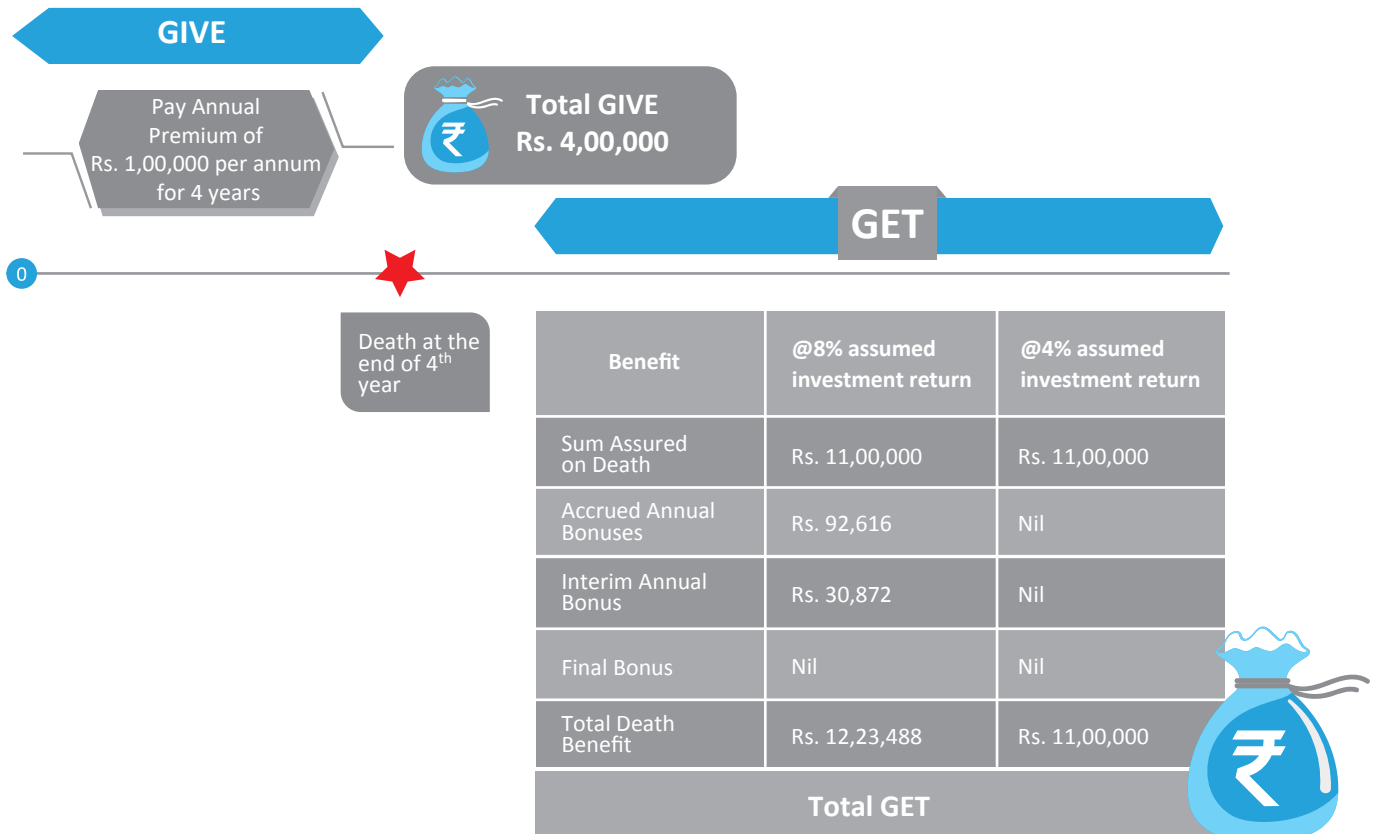 GIVE
Pay Annual
Premium of
Rs. 1,00,000 per annum
for 4 years
₹
Total GIVE
Rs. 4,00,000
GET
0
Death at the
end of 4th
year
Benefit
@8% assumed
investment return
@4% assumed
investment return
Sum Assured
on Death
Rs. 11,00,000
Rs. 11,00,000
Accrued Annual
Bonuses
Rs. 92,616
Nil
Interim Annual
Bonus
Rs. 30,872
Nil
Final Bonus
Nil
Nil
Total Death
Benefit
Rs. 12,23,488
Rs. 11,00,000
₹
Total GET